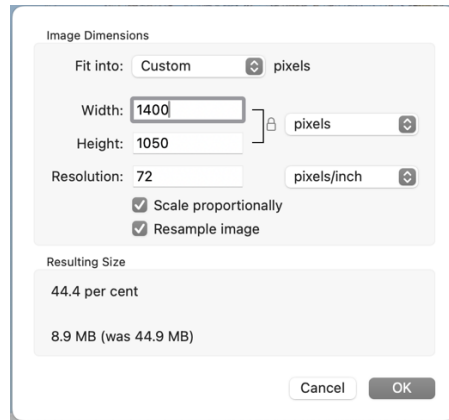 Image Dimensions
Fit into: Custom pixels
Width: 1400
pixels
Height: 1050
Resolution: 72 pixels/inch
Scale proportionally
Resample image
Resulting Size
44.4 per cent
8.9 MB (was 44.9 MB)
Cancel OK